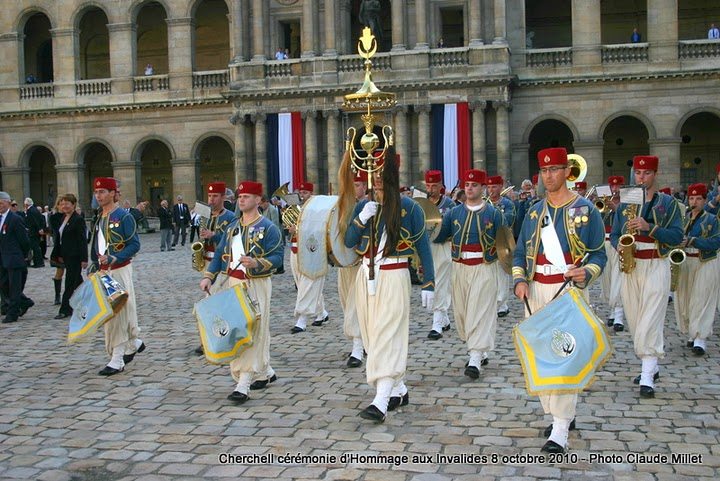 Cherchell cérémonie d'Hommage aux Invalides 8 octobre 2010 - Photo Claude Millet